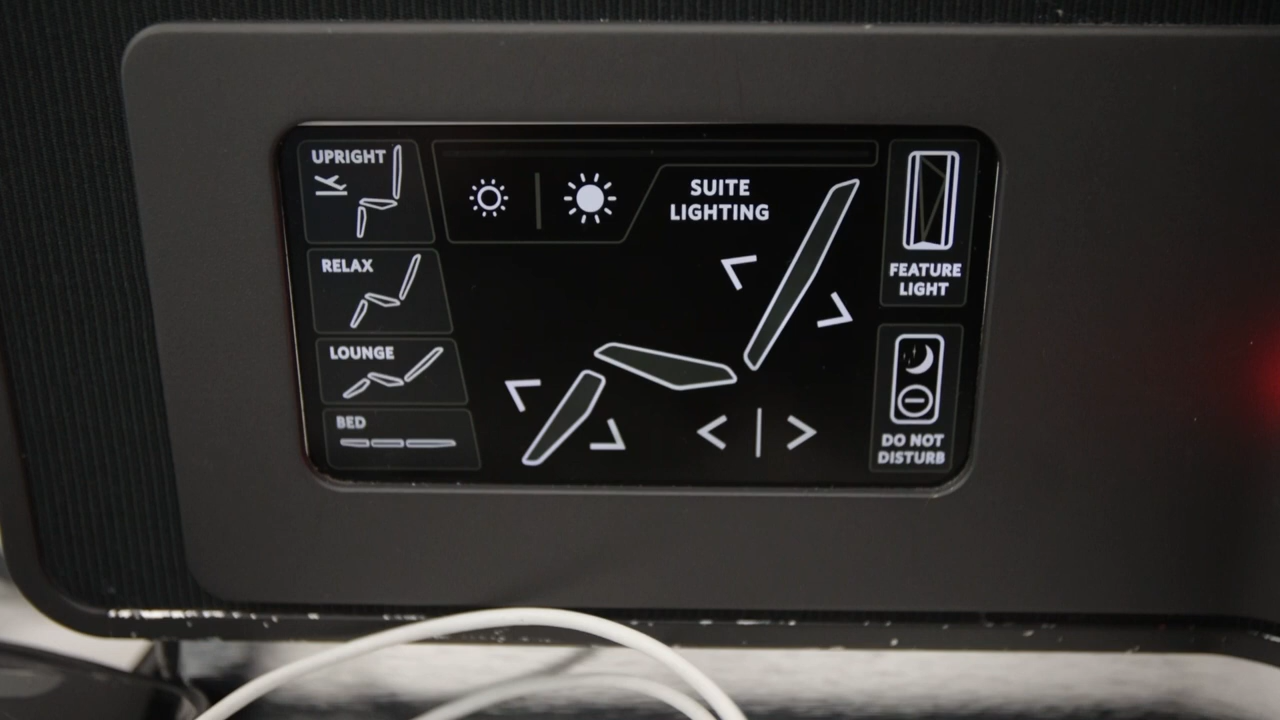 UPRIGHT
RELAX
LOUNGE
BED
SUITE
LIGHTING
FEATURE
LIGHT
DO NOT
DISTURB